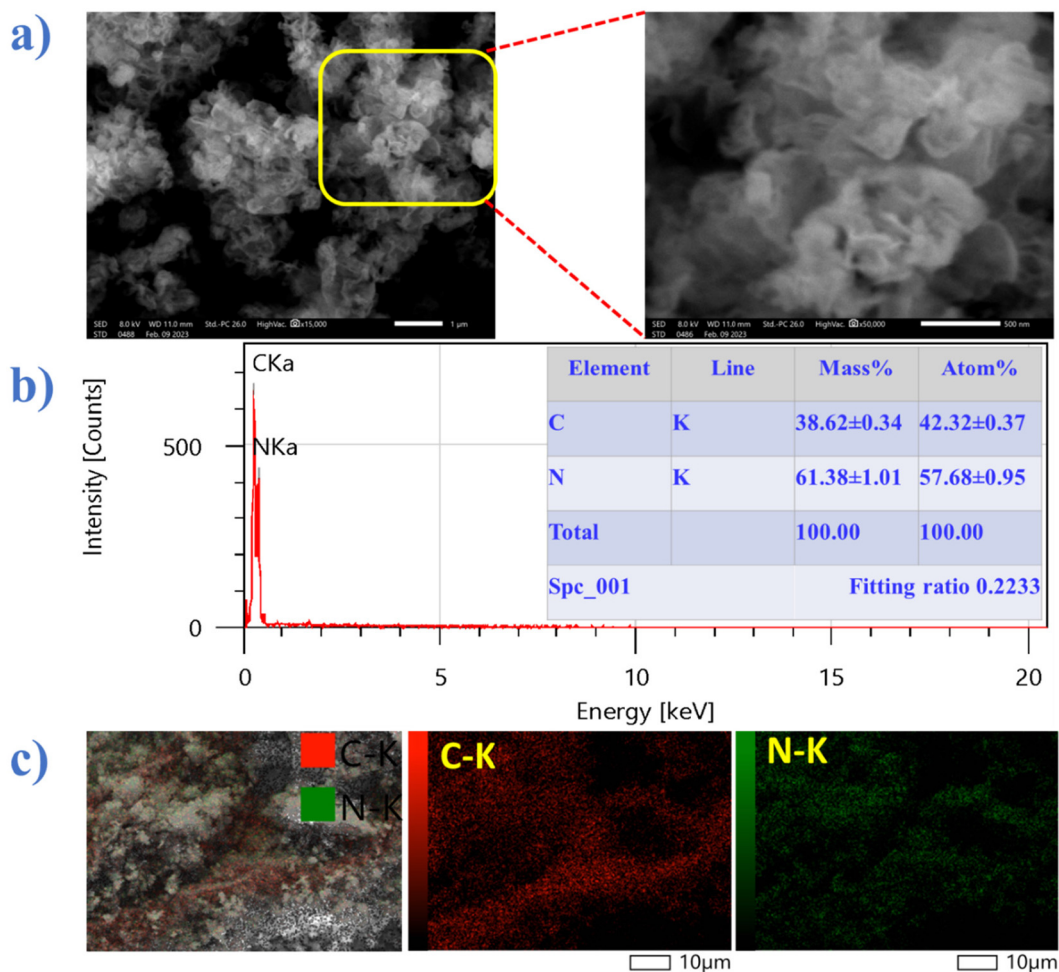 a)
SED 8.0 kV WD 11.0 mm Std.-PC 26.0 HighVac. x15,000 1 µm
STD 0488 Feb. 09 2023
SED 8.0 kV WD 11.0 mm Std.-PC 26.0 HighVac. x50,000 500 nm
STD 0486 Feb. 09 2023
b)
Intensity [Counts]
500
0
CKa
NKa
Element Line Mass% Atom%
C K 38.62±0.34 42.32±0.37
N K 61.38±1.01 57.68±0.95
Total 100.00 100.00
Spc_001 Fitting ratio 0.2233
0 5 10 15 20
Energy [keV]
c)
C-K
N-K
C-K
N-K
10µm
10µm